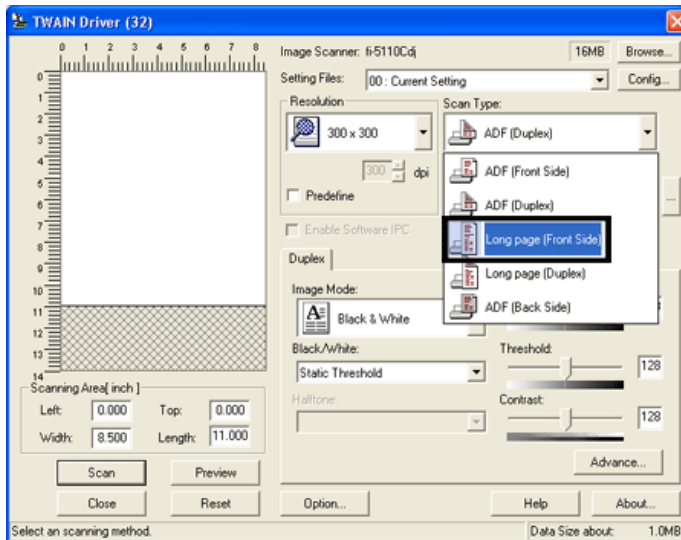 TWAIN Driver (32)
0 1 2 3 4 5 6 7 8
0
1
2
3
4
5
6
7
8
9
10
11
12
13
14
Image Scanner: fi-5110Cdj
16MB
Browse...
Setting Files:
00 : Current Setting
Config...
Resolution
300 x 300
300 dpi
Predefine
Scan Type:
ADF (Duplex)
ADF (Front Side)
ADF (Duplex)
Long page (Front Side)
Long page (Duplex)
ADF (Back Side)
...
Enable Software IPC
Duplex
Image Mode:
Black & White
Black/White:
Static Threshold
Halftone:
Threshold:
128
Contrast:
128
Advance...
Scanning Area[ inch ]
Left: 0.000 Top: 0.000
Width: 8.500 Length: 11.000
Scan Preview
Close Reset
Option... Help About...
Select an scanning method.
Data Size about: 1.0MB